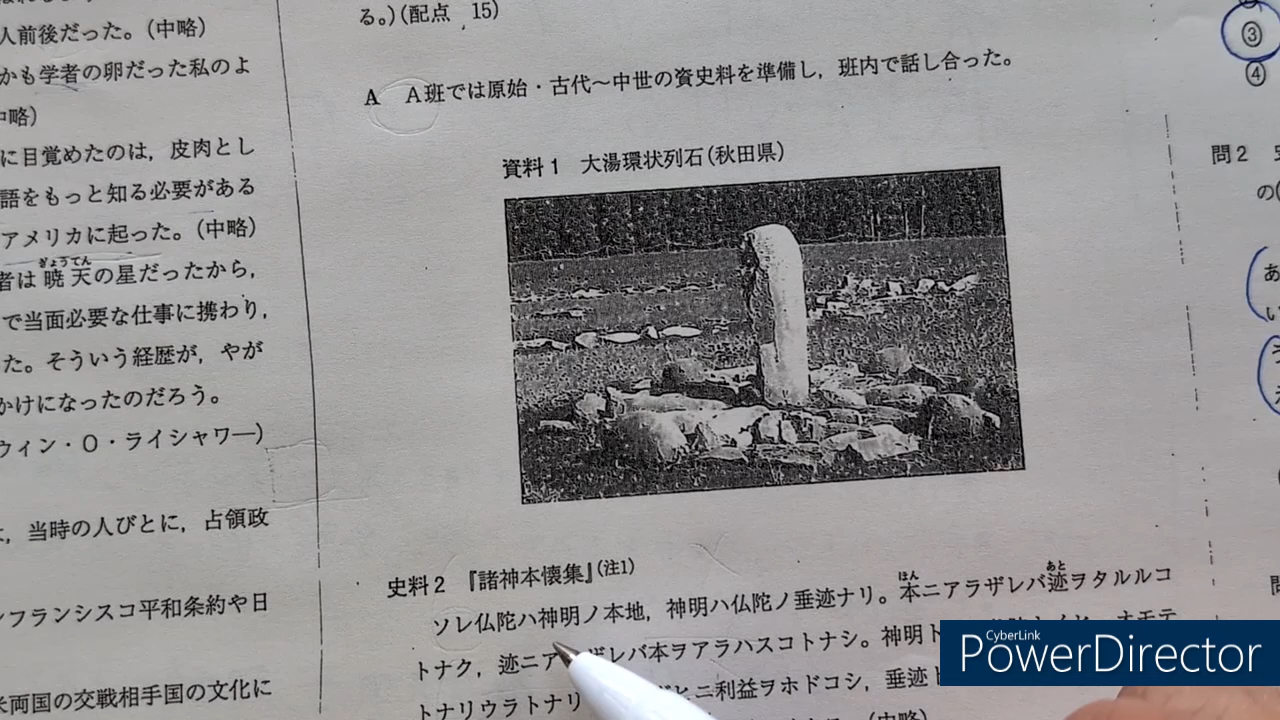 人前後だった。(中略)
かも学者の卵だった私のよ
中略)
に目覚めたのは，皮肉とし
語をもっと知る必要がある
アメリカに起った。(中略)
者は暁天の星だったから，
ぎょうてん
で当面必要な仕事に携わり，
た。そういう経歴が，やが
かけになったのだろう。
ウィン・O・ライシャワー)
，当時の人びとに，占領政
ンフランシスコ平和条約や日
米両国の交戦相手国の文化に
る。)(配点 15)
A A班では原始・古代〜中世の資史料を準備し，班内で話し合った。
資料1 大湯環状列石(秋田県)
史料2 『諸神本懐集』(注1)
ソレ仏陀ハ神明ノ本地，神明ハ仏陀ノ垂迹ナリ。本ニアラザレバ迹ヲタルルコ
ほん
あと
トナク，迹ニア
ザレバ本ヲアラハスコトナシ。神明ト
トナリウラトナリ
ニ利益ヲホドコシ，垂迹
(中略)
③
④
問2
の
あ
い
CyberLink
PowerDirector